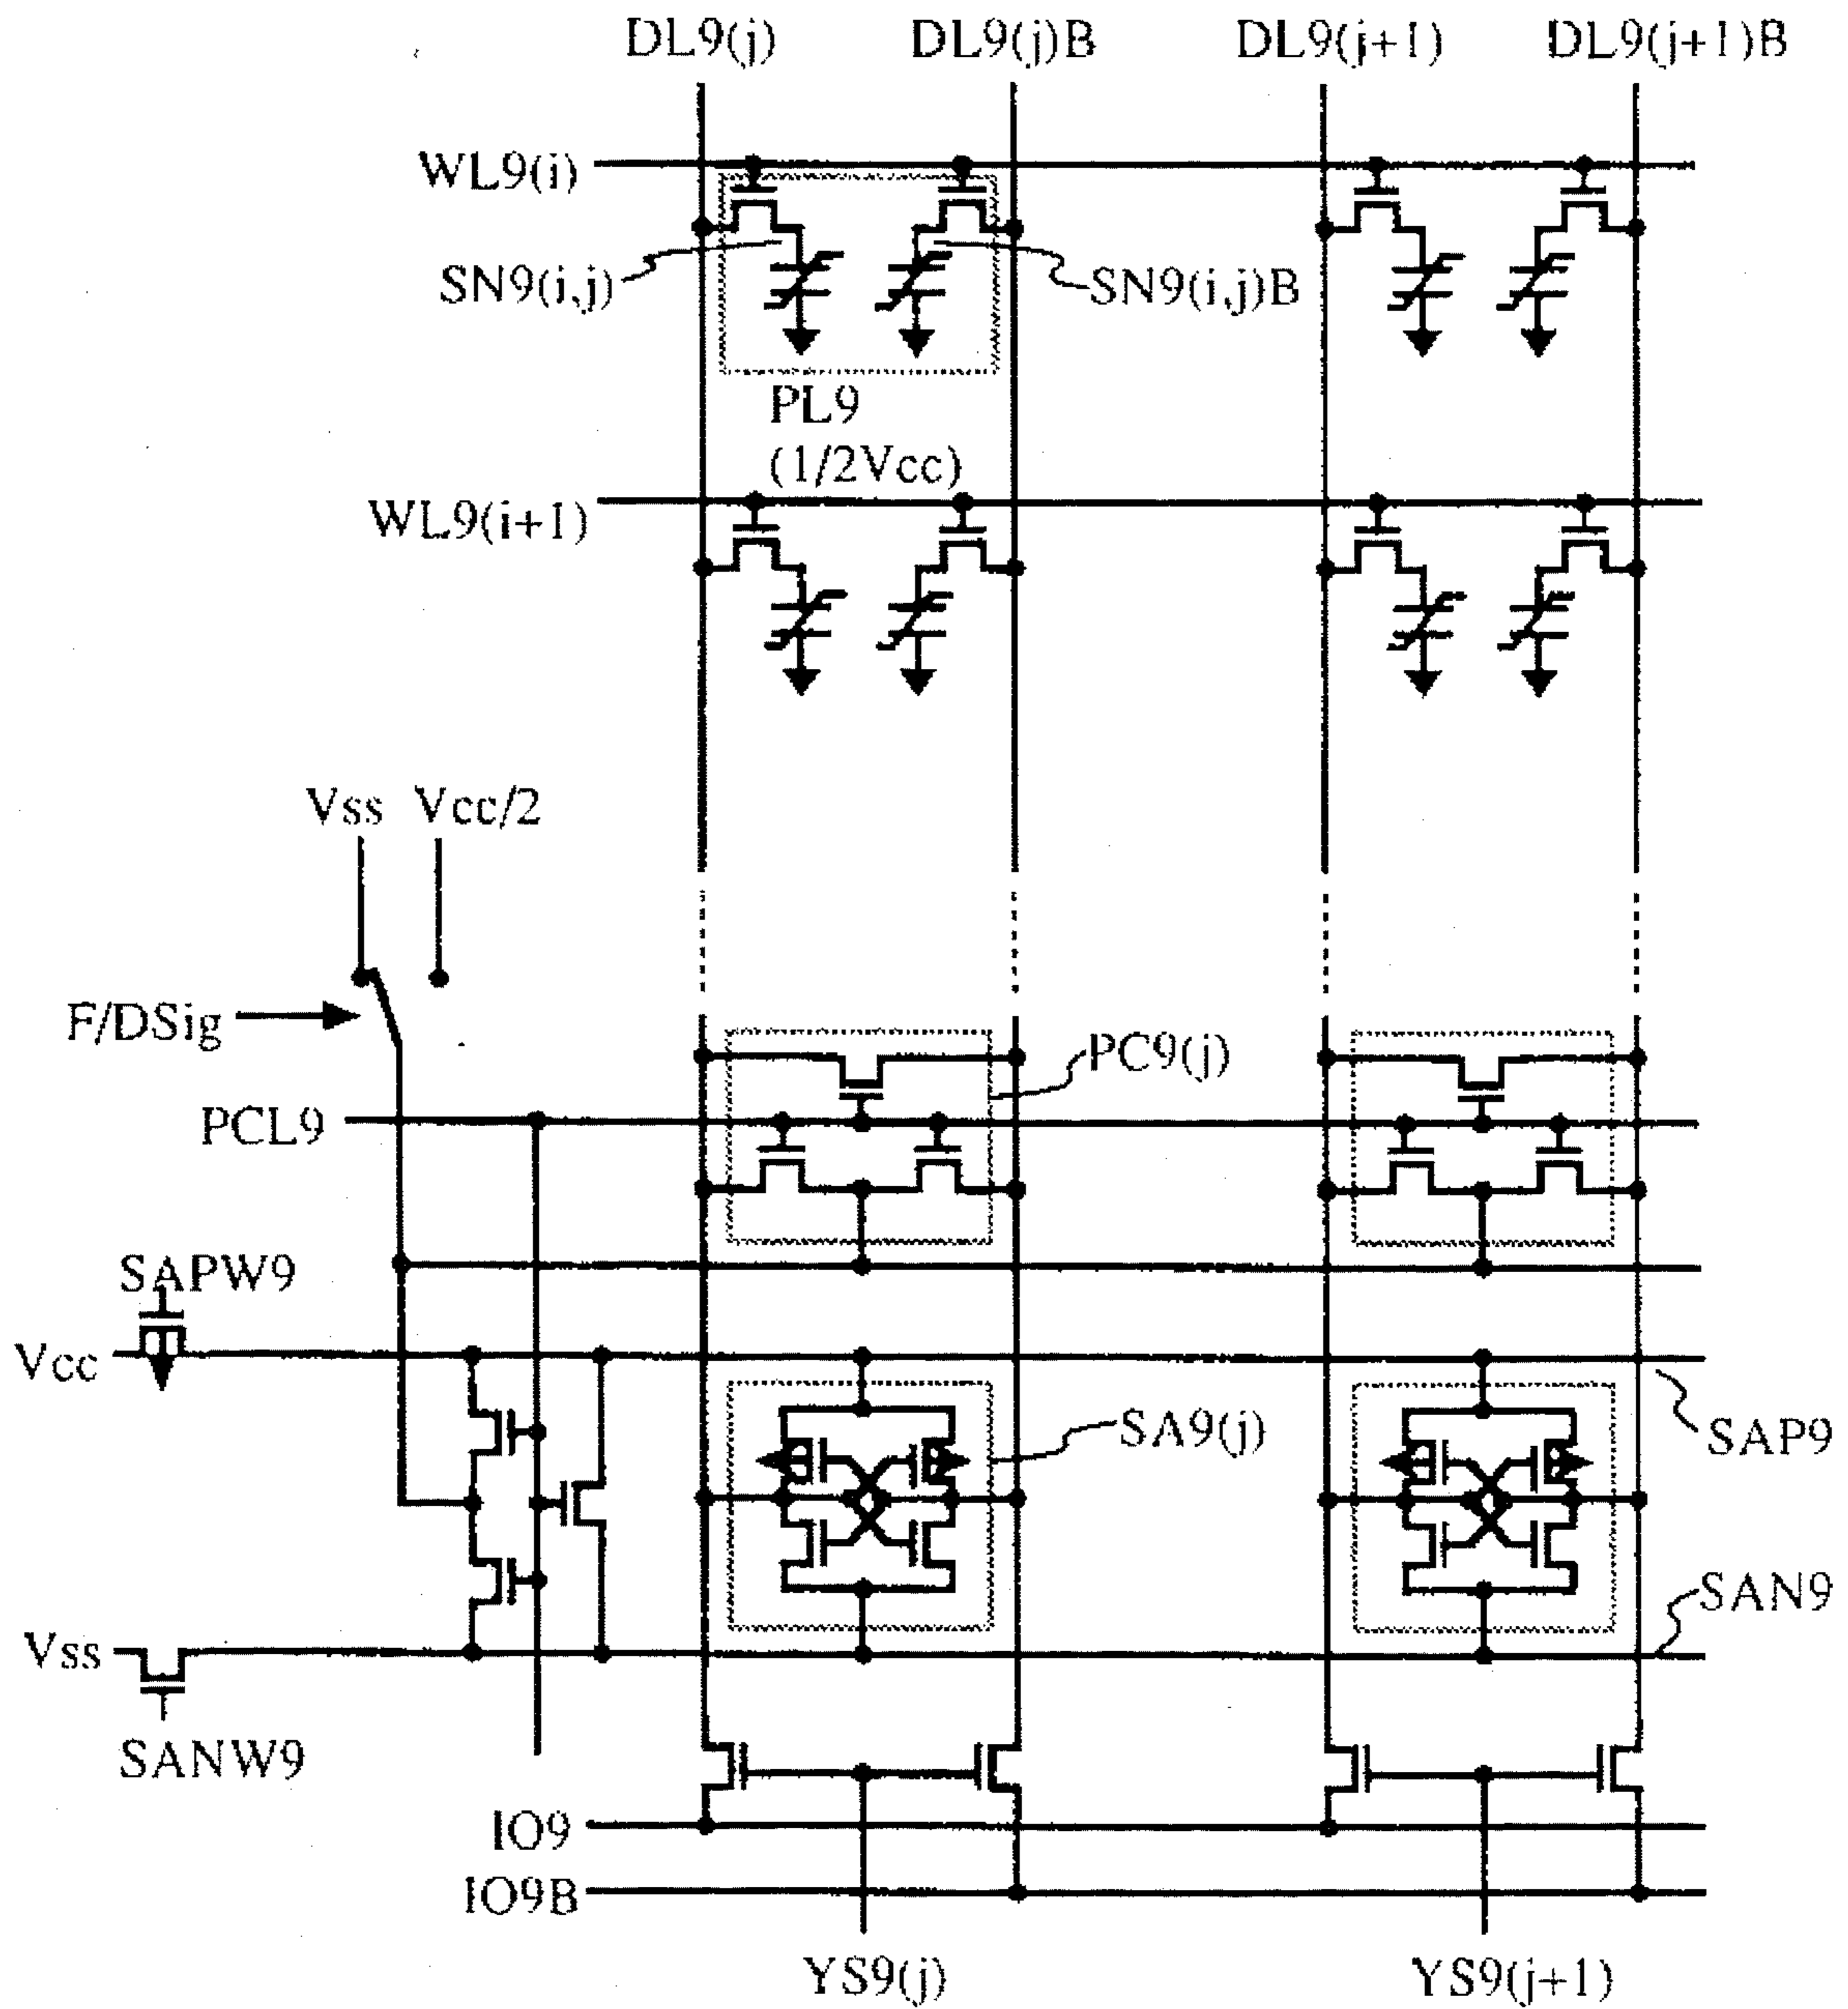 DL9(j) DL9(j)B DL9(j+1) DL9(j+1)B
WL9(i)
SN9(i,j) SN9(i,j)B
PL9
(1/2Vcc)
WL9(i+1)
Vss Vcc/2
F/DSig
PC9(j)
PCL9
SAPW9
Vcc
SA9(j)
SAP9
SAN9
Vss
SANW9
IO9
IO9B
YS9(j) YS9(j+1)